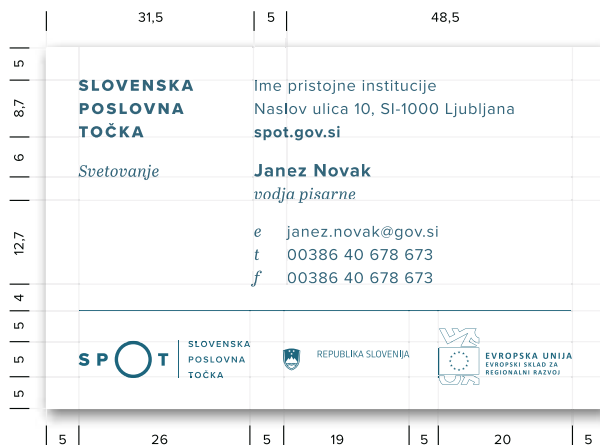 31,5 5 48,5
5
8,7
6
12,7
4
5
5
5
SLOVENSKA
POSLOVNA
TOČKA
Ime pristojne institucije
Naslov ulica 10, SI-1000 Ljubljana
spot.gov.si
Svetovanje
Janez Novak
vodja pisarne
e janez.novak@gov.si
t 00386 40 678 673
f 00386 40 678 673
SPOT
SLOVENSKA
POSLOVNA
TOČKA
REPUBLIKA SLOVENIJA
EVROPSKA UNIJA
EVROPSKI SKLAD ZA
REGIONALNI RAZVOJ
5 26 5 19 5 20 5